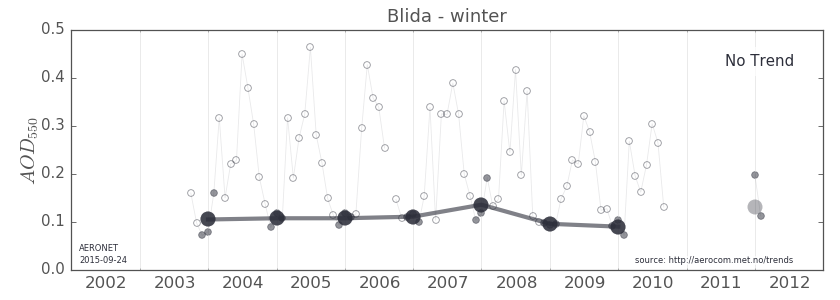 Blida - winter
0.5
No Trend
0.4
0.3
AOD550
0.2
0.1
AERONET
2015-09-24
source: http://aerocom.met.no/trends
0.0
2002 2003 2004 2005 2006 2007 2008 2009 2010 2011 2012